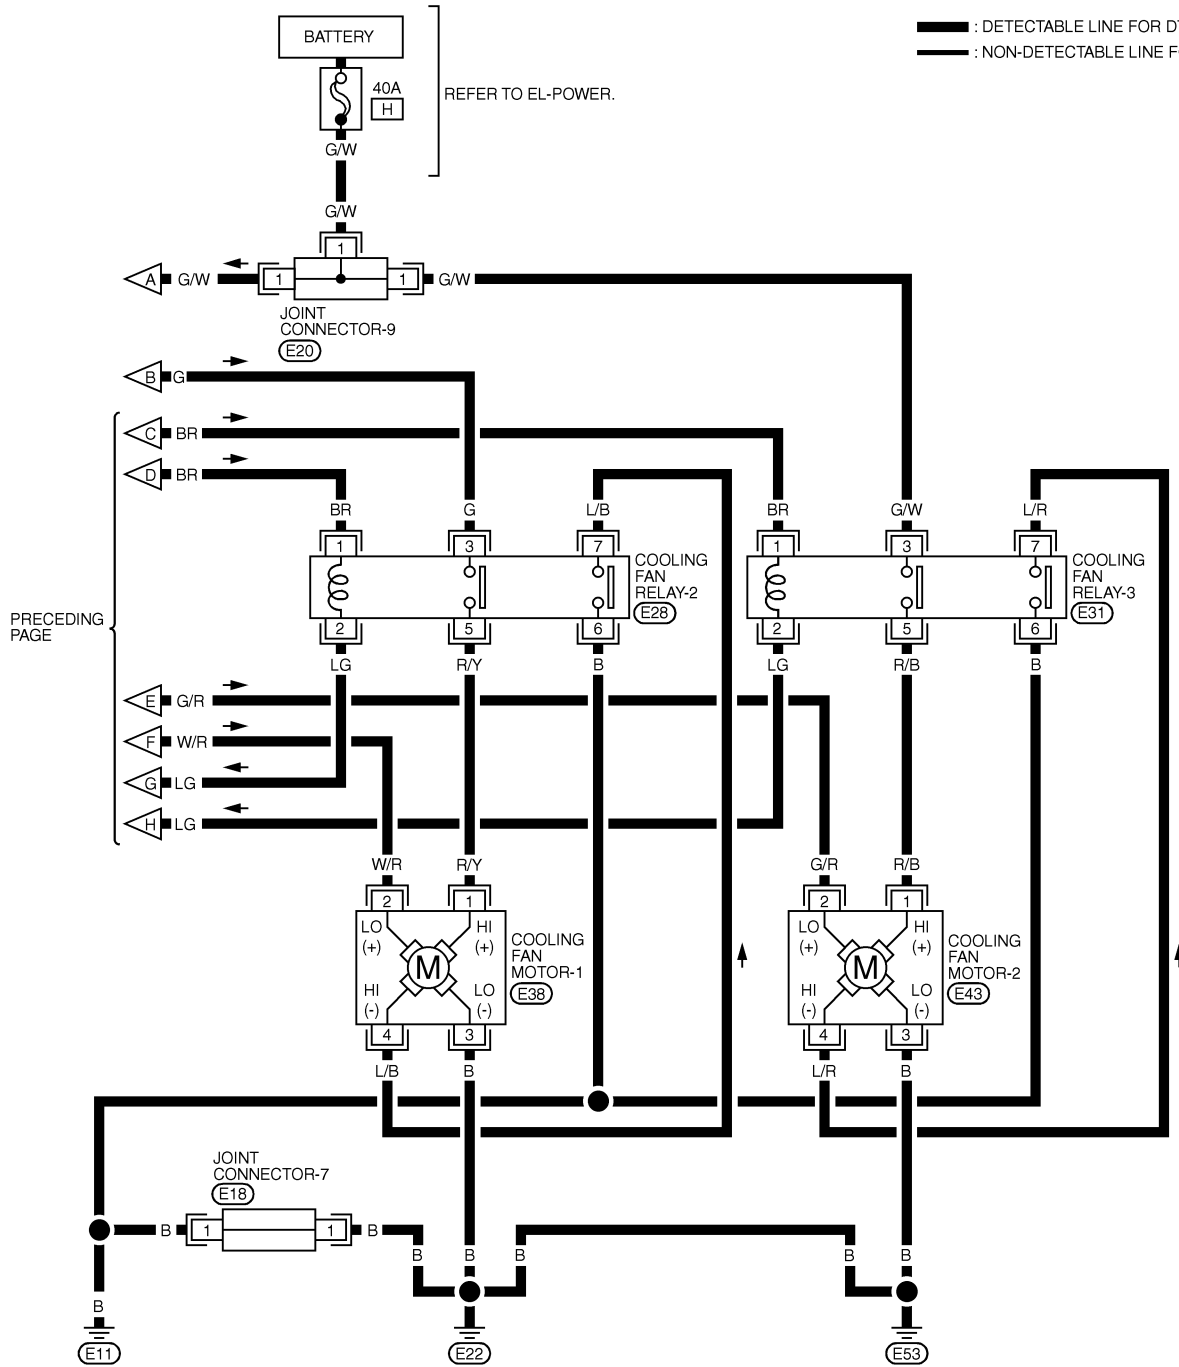 BATTERY
: DETECTABLE LINE FOR
: NON-DETECTABLE LINE
40A
H
REFER TO EL-POWER.
G/W
G/W
1
A G/W 1 1 G/W
JOINT
CONNECTOR-9
E20
B G
C BR
D BR
BR G L/B BR G/W L/R
1 3 7 1 3 7
COOLING
FAN
RELAY-2
E28
COOLING
FAN
RELAY-3
E31
PRECEDING
PAGE
2 5 6 2 5 6
LG R/Y B LG R/B B
E G/R
F W/R
G LG
H LG
W/R R/Y G/R R/B
2 1 2 1
LO HI LO HI
(+) (+) (+) (+)
M M
COOLING
FAN
MOTOR-1
E38
COOLING
FAN
MOTOR-2
E43
HI LO HI LO
(-) (-) (-) (-)
4 3 4 3
L/B B L/R B
JOINT
CONNECTOR-7
E18
B 1 1 B
B B B B B
B
E11 E22 E53